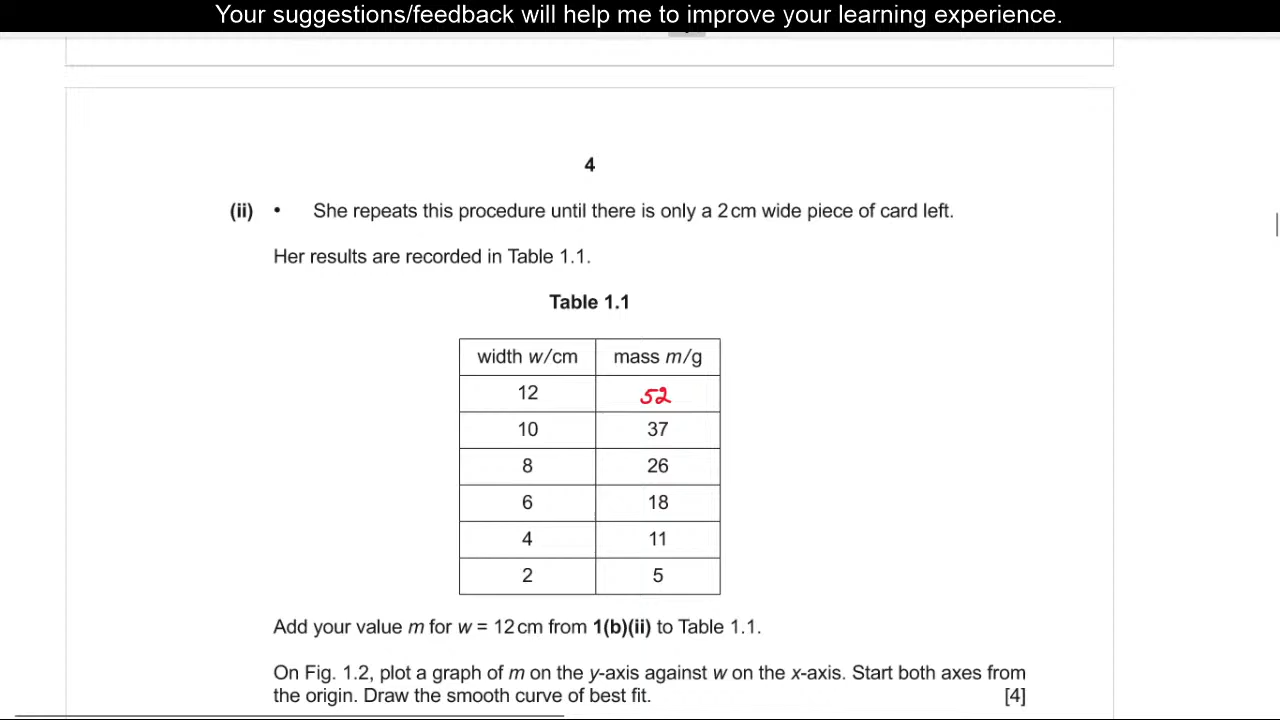 Your suggestions/feedback will help me to improve your learning experience.
4
(ii) • She repeats this procedure until there is only a 2 cm wide piece of card left.
Her results are recorded in Table 1.1.
Table 1.1
width w/cm mass m/g
12 52
10 37
8 26
6 18
4 11
2 5
Add your value m for w = 12 cm from 1(b)(ii) to Table 1.1.
On Fig. 1.2, plot a graph of m on the y-axis against w on the x-axis. Start both axes from
the origin. Draw the smooth curve of best fit. [4]